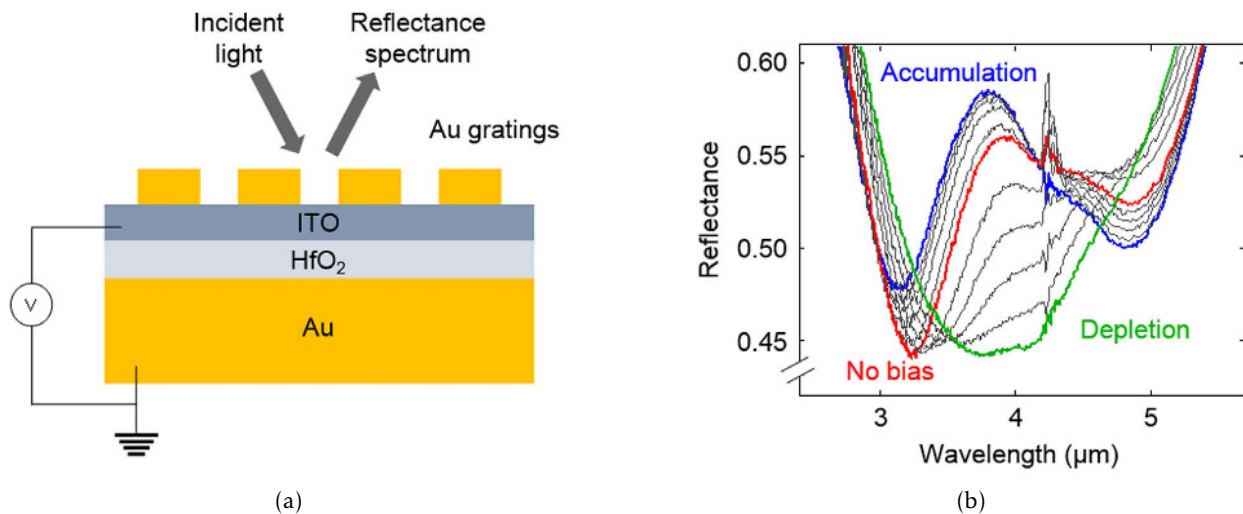 Incident
light
Reflectance
spectrum
Au gratings
ITO
HfO₂
V
Au
(a)
0.60
0.55
0.50
0.45
Reflectance
Accumulation
Depletion
No bias
3
4
5
Wavelength (μm)
(b)